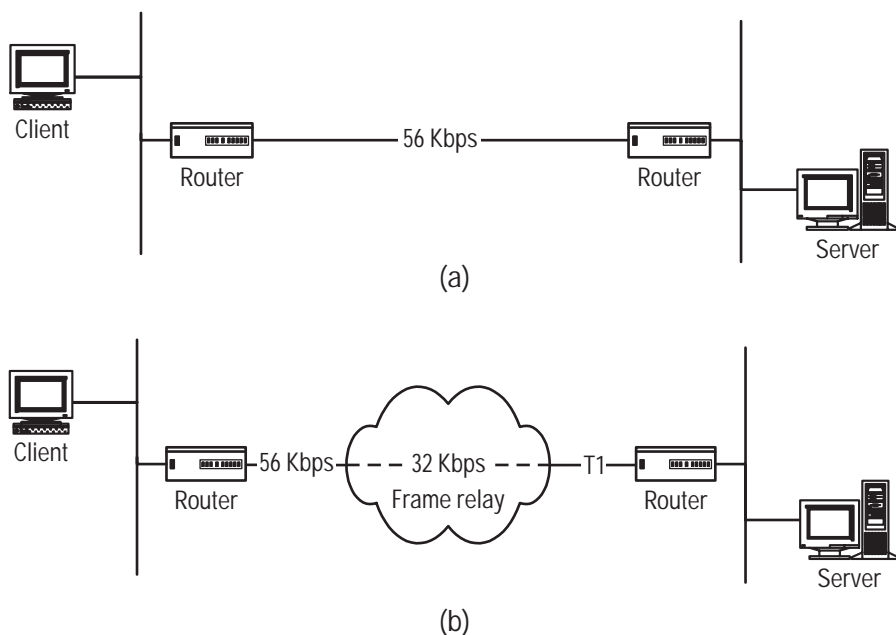 Client
Router
56 Kbps
Router
Server
(a)
Client
Router
56 Kbps
32 Kbps
Frame relay
T1
Router
Server
(b)